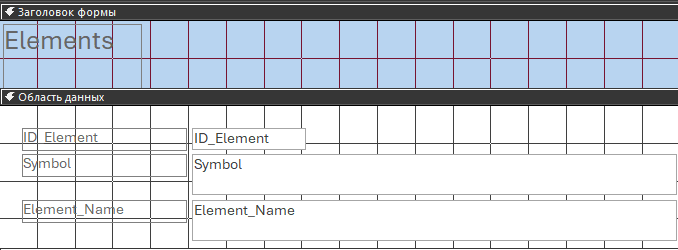 Заголовок формы
Elements
Область данных
ID_Element ID_Element
Symbol Symbol
Element_Name Element_Name